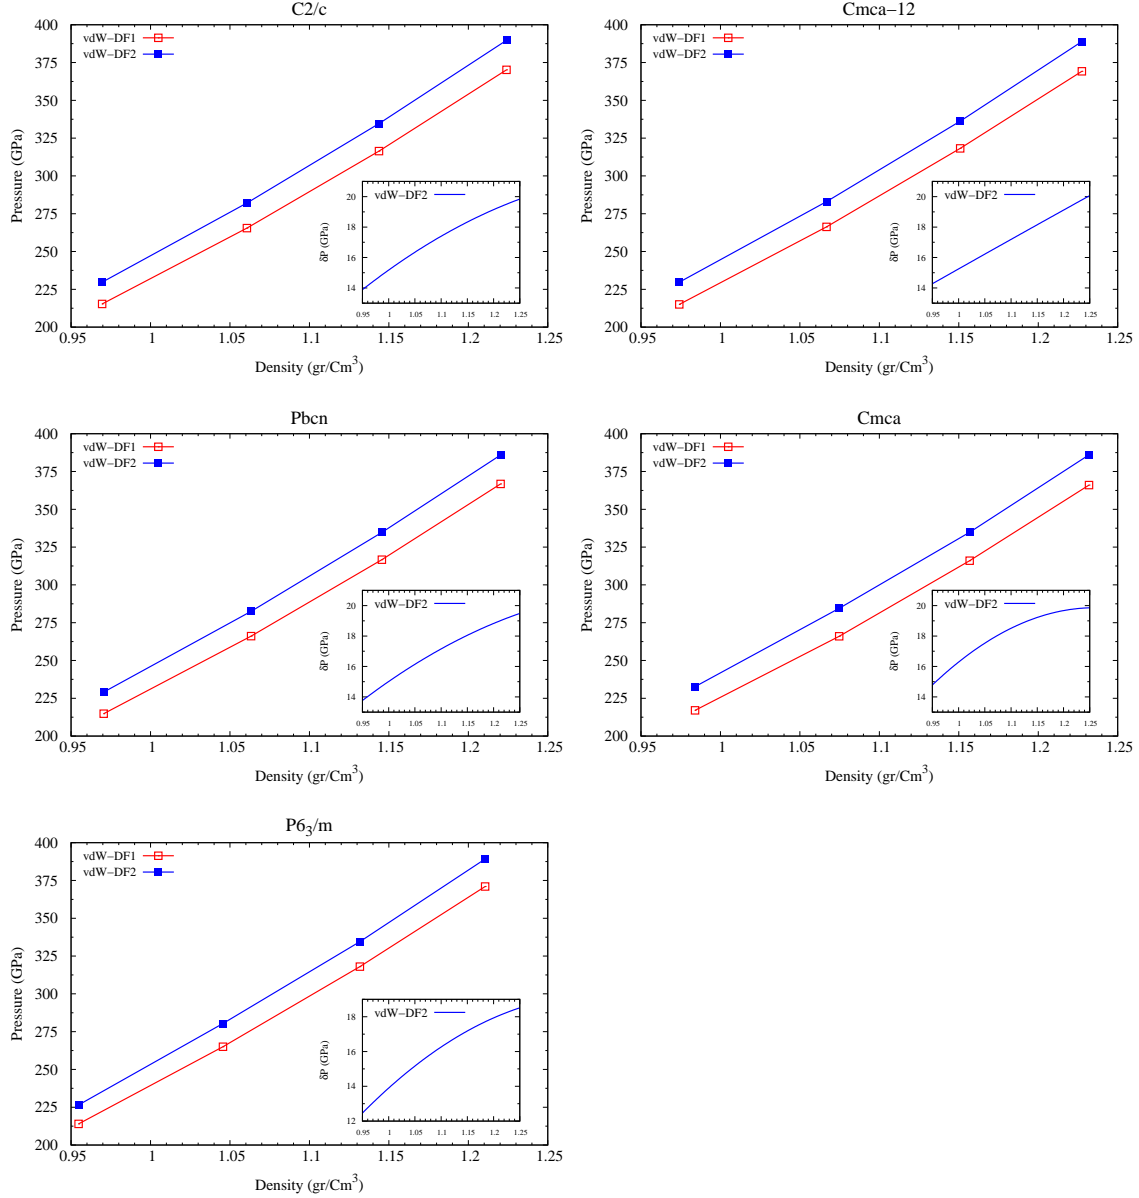 C2/c
vdW−DF1
vdW−DF2
Pressure (GPa)
400
375
350
325
300
275
250
225
200
0.95 1 1.05 1.1 1.15 1.2 1.25
Density (gr/Cm³)
vdW−DF2
δP (GPa)
20
18
16
14
0.95 1 1.05 1.1 1.15 1.2 1.25
Cmca−12
vdW−DF1
vdW−DF2
Pressure (GPa)
400
375
350
325
300
275
250
225
200
0.95 1 1.05 1.1 1.15 1.2 1.25
Density (gr/Cm³)
vdW−DF2
δP (GPa)
20
18
16
14
0.95 1 1.05 1.1 1.15 1.2 1.25
Pbcn
vdW−DF1
vdW−DF2
Pressure (GPa)
400
375
350
325
300
275
250
225
200
0.95 1 1.05 1.1 1.15 1.2 1.25
Density (gr/Cm³)
vdW−DF2
δP (GPa)
20
18
16
14
0.95 1 1.05 1.1 1.15 1.2 1.25
Cmca
vdW−DF1
vdW−DF2
Pressure (GPa)
400
375
350
325
300
275
250
225
200
0.95 1 1.05 1.1 1.15 1.2 1.25
Density (gr/Cm³)
vdW−DF2
δP (GPa)
20
18
16
14
0.95 1 1.05 1.1 1.15 1.2 1.25
P6₃/m
vdW−DF1
vdW−DF2
Pressure (GPa)
400
375
350
325
300
275
250
225
200
0.95 1 1.05 1.1 1.15 1.2 1.25
Density (gr/Cm³)
vdW−DF2
δP (GPa)
18
16
14
12
0.95 1 1.05 1.1 1.15 1.2 1.25